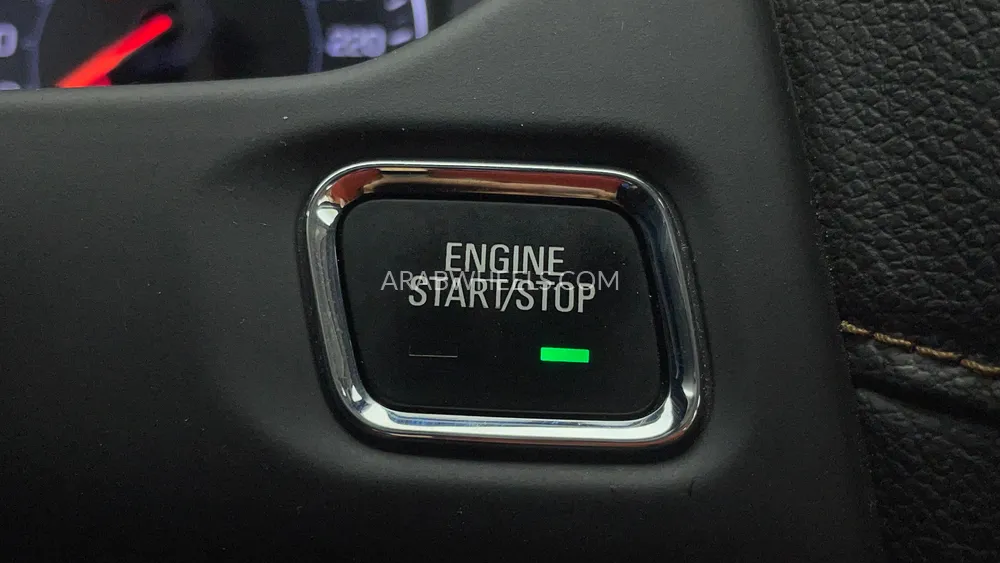 220
ENGINE
ARABWHEELS.COM
START/STOP